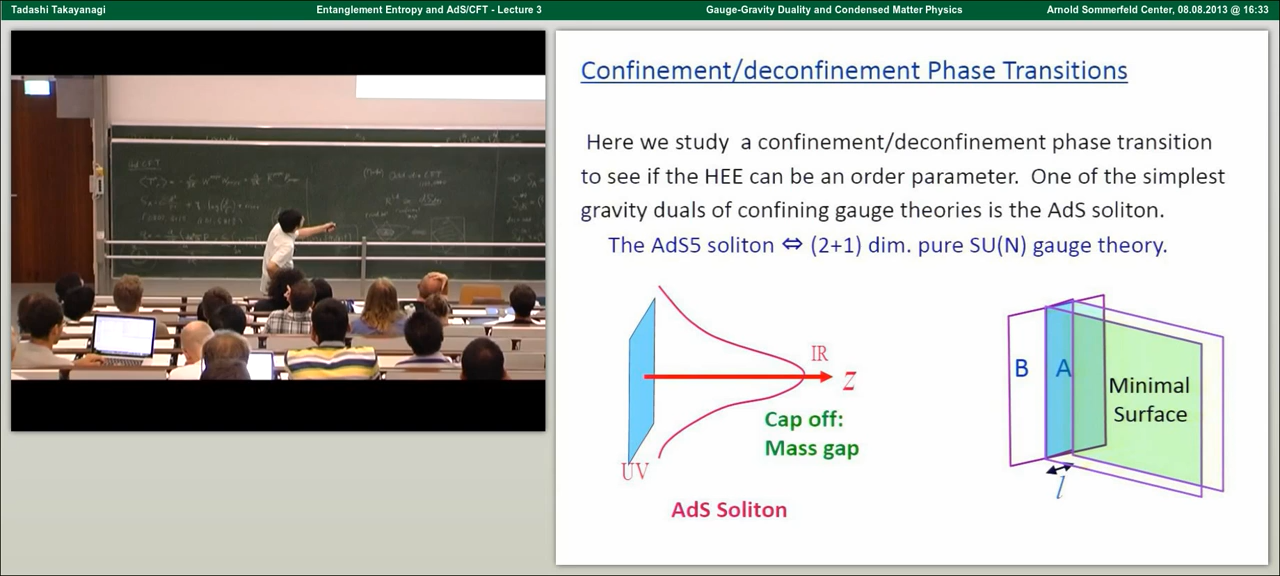 Tadashi Takayanagi Entanglement Entropy and AdS/CFT - Lecture 3 Gauge-Gravity Duality and Condensed Matter Physics Arnold Sommerfeld Center, 08.08.2013 @ 16:33
Confinement/deconfinement Phase Transitions
Here we study a confinement/deconfinement phase transition
to see if the HEE can be an order parameter. One of the simplest
gravity duals of confining gauge theories is the AdS soliton.
The AdS5 soliton ⇔ (2+1) dim. pure SU(N) gauge theory.
IR
z
Cap off:
Mass gap
UV
AdS Soliton
B A
Minimal
Surface
l